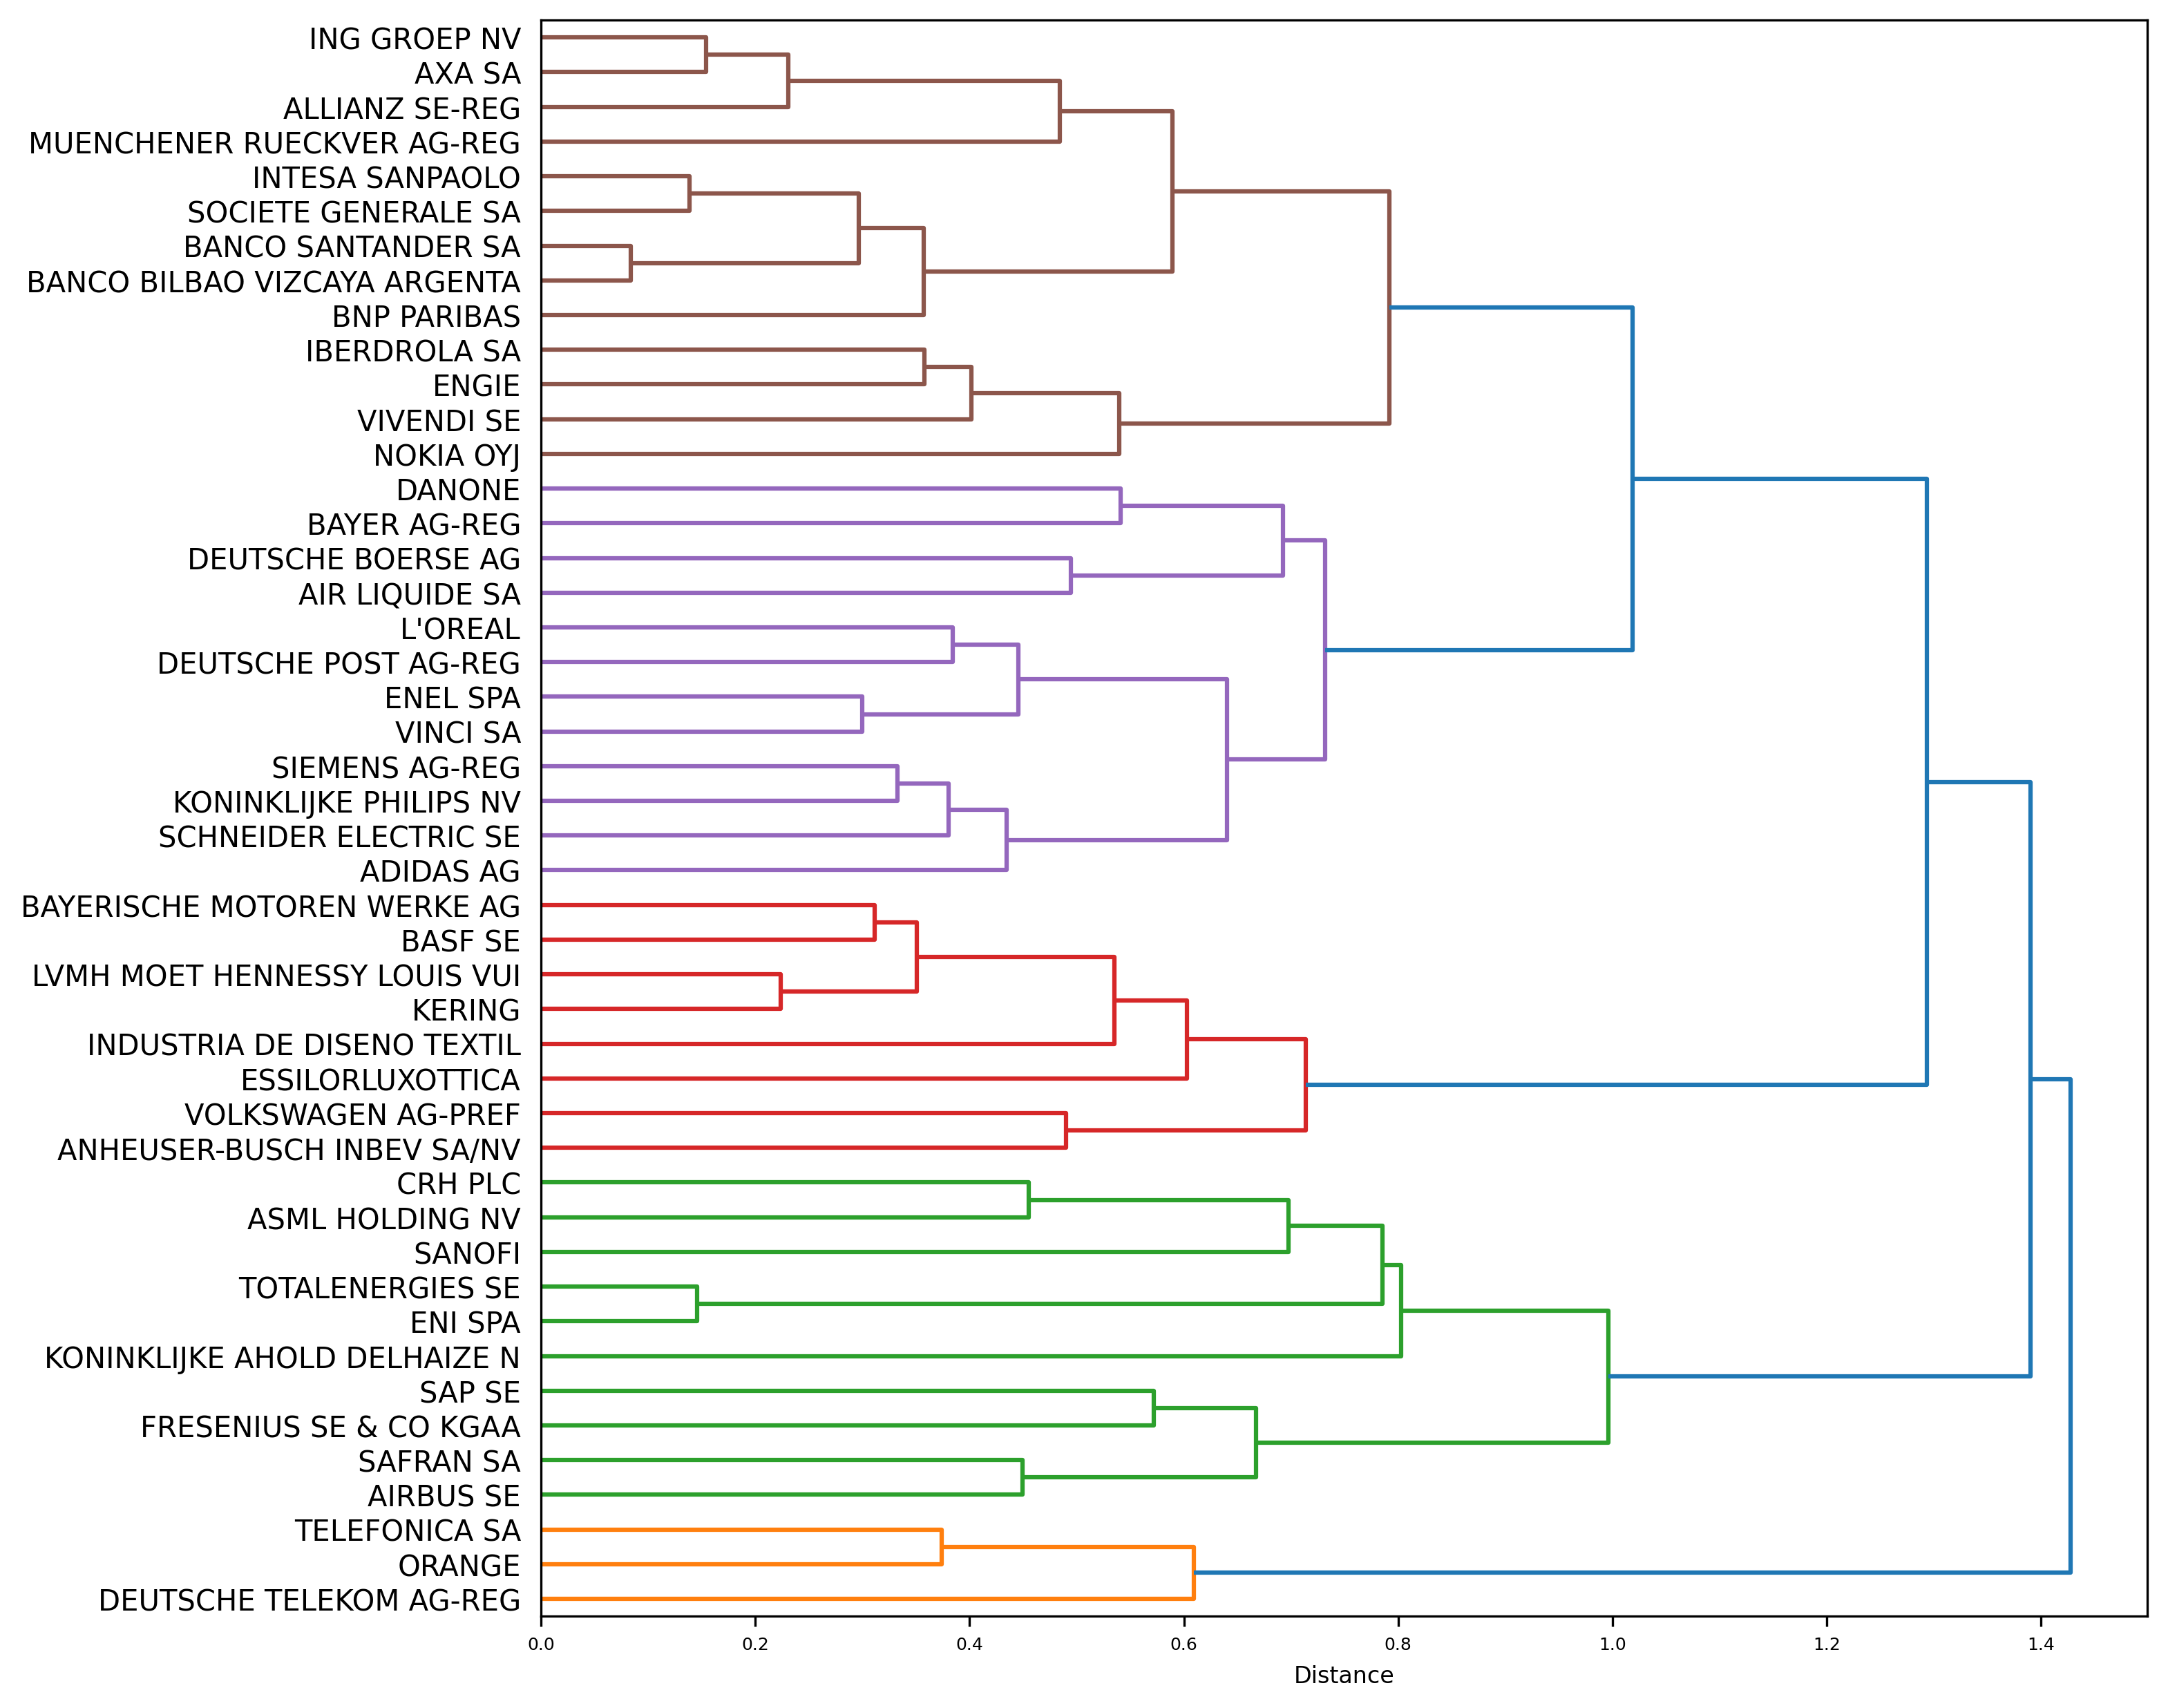 ING GROEP NV
AXA SA
ALLIANZ SE-REG
MUENCHENER RUECKVER AG-REG
INTESA SANPAOLO
SOCIETE GENERALE SA
BANCO SANTANDER SA
BANCO BILBAO VIZCAYA ARGENTA
BNP PARIBAS
IBERDROLA SA
ENGIE
VIVENDI SE
NOKIA OYJ
DANONE
BAYER AG-REG
DEUTSCHE BOERSE AG
AIR LIQUIDE SA
L'OREAL
DEUTSCHE POST AG-REG
ENEL SPA
VINCI SA
SIEMENS AG-REG
KONINKLIJKE PHILIPS NV
SCHNEIDER ELECTRIC SE
ADIDAS AG
BAYERISCHE MOTOREN WERKE AG
BASF SE
LVMH MOET HENNESSY LOUIS VUI
KERING
INDUSTRIA DE DISENO TEXTIL
ESSILORLUXOTTICA
VOLKSWAGEN AG-PREF
ANHEUSER-BUSCH INBEV SA/NV
CRH PLC
ASML HOLDING NV
SANOFI
TOTALENERGIES SE
ENI SPA
KONINKLIJKE AHOLD DELHAIZE N
SAP SE
FRESENIUS SE & CO KGAA
SAFRAN SA
AIRBUS SE
TELEFONICA SA
ORANGE
DEUTSCHE TELEKOM AG-REG
0.0 0.2 0.4 0.6 0.8 1.0 1.2 1.4
Distance